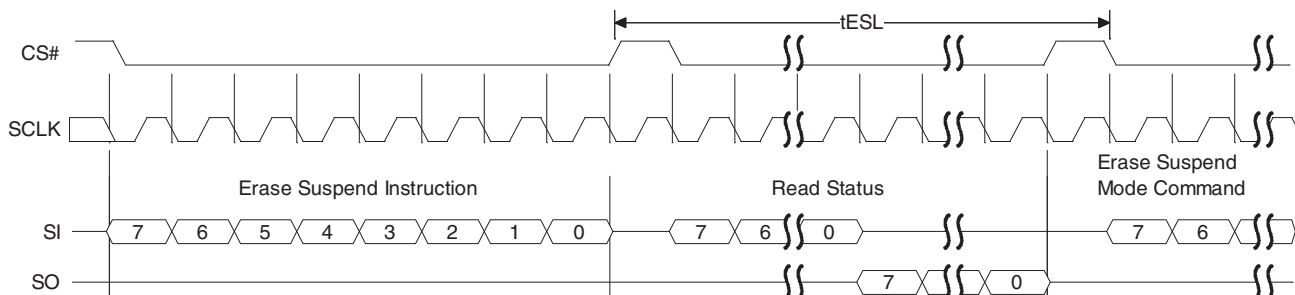 tESL
CS#
SCLK
Erase Suspend Instruction
Read Status
Erase Suspend
Mode Command
SI
7 6 5 4 3 2 1 0 7 6 0 7 6
SO
7 0